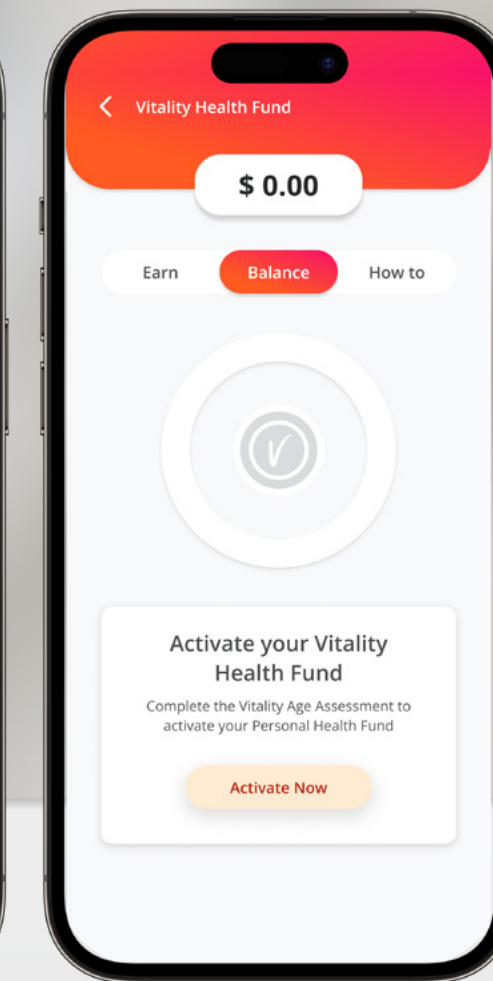 Vitality Health Fund
$ 0.00
Earn Balance How to
Activate your Vitality
Health Fund
Complete the Vitality Age Assessment to
activate your Personal Health Fund
Activate Now